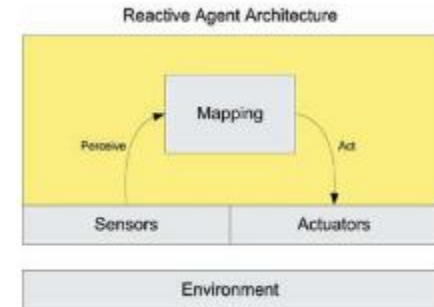 Reactive Agent Architecture
Mapping
Perceive
Act
Sensors
Actuators
Environment